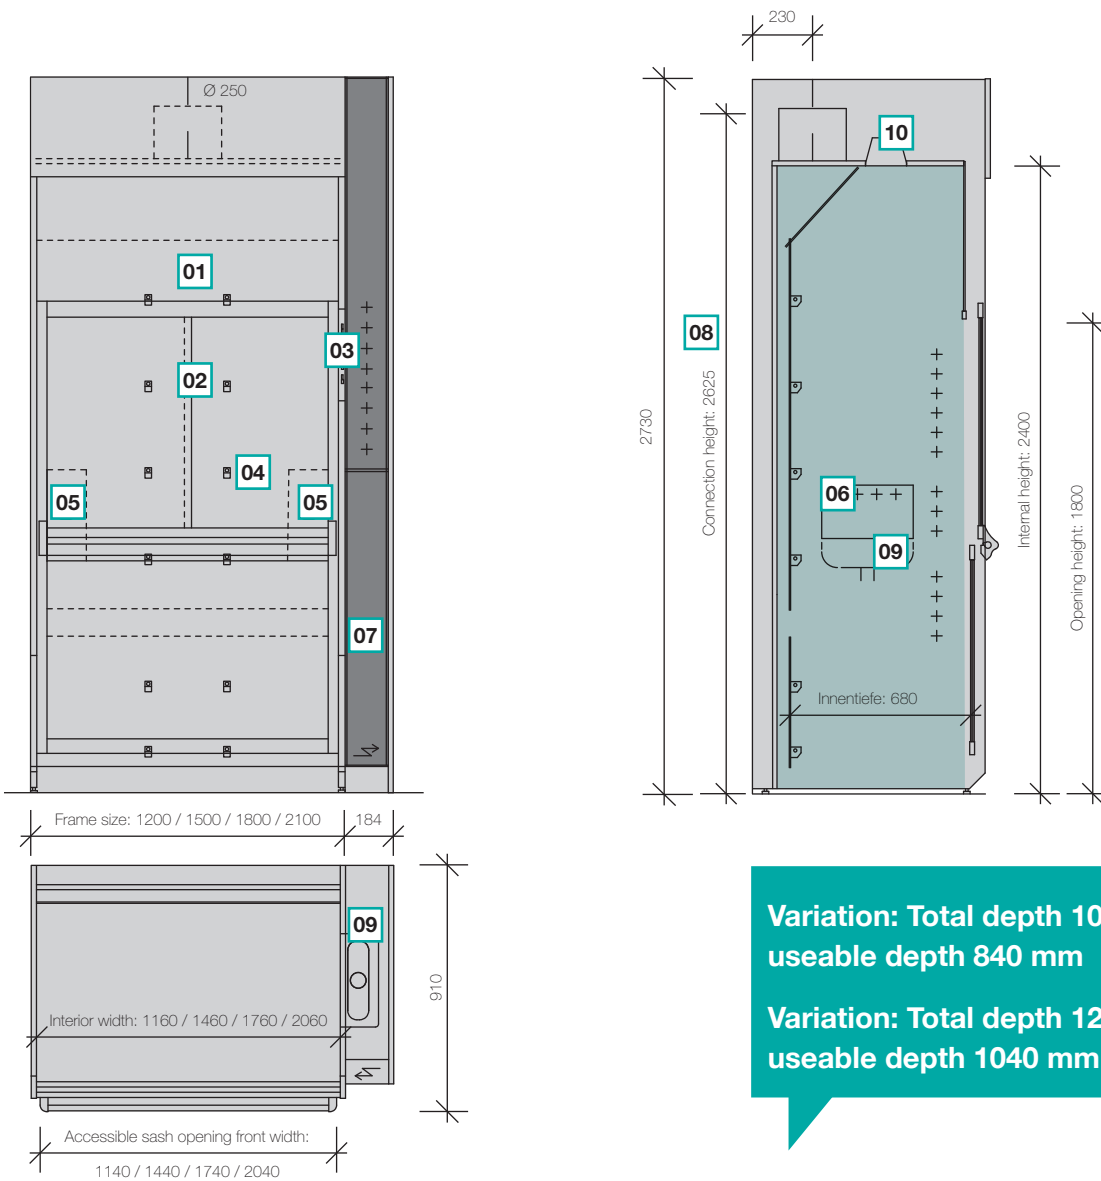 230
Ø 250
10
01
03
08
02
2730
Connection height: 2625
Internal height: 2400
Opening height: 1800
04
05
05
06
09
07
Innentiefe: 680
Frame size: 1200 / 1500 / 1800 / 2100
184
09
910
Interior width: 1160 / 1460 / 1760 / 2060
Accessible sash opening front width:
1140 / 1440 / 1740 / 2040
Variation: Total depth 10
useable depth 840 mm
Variation: Total depth 12
useable depth 1040 mm